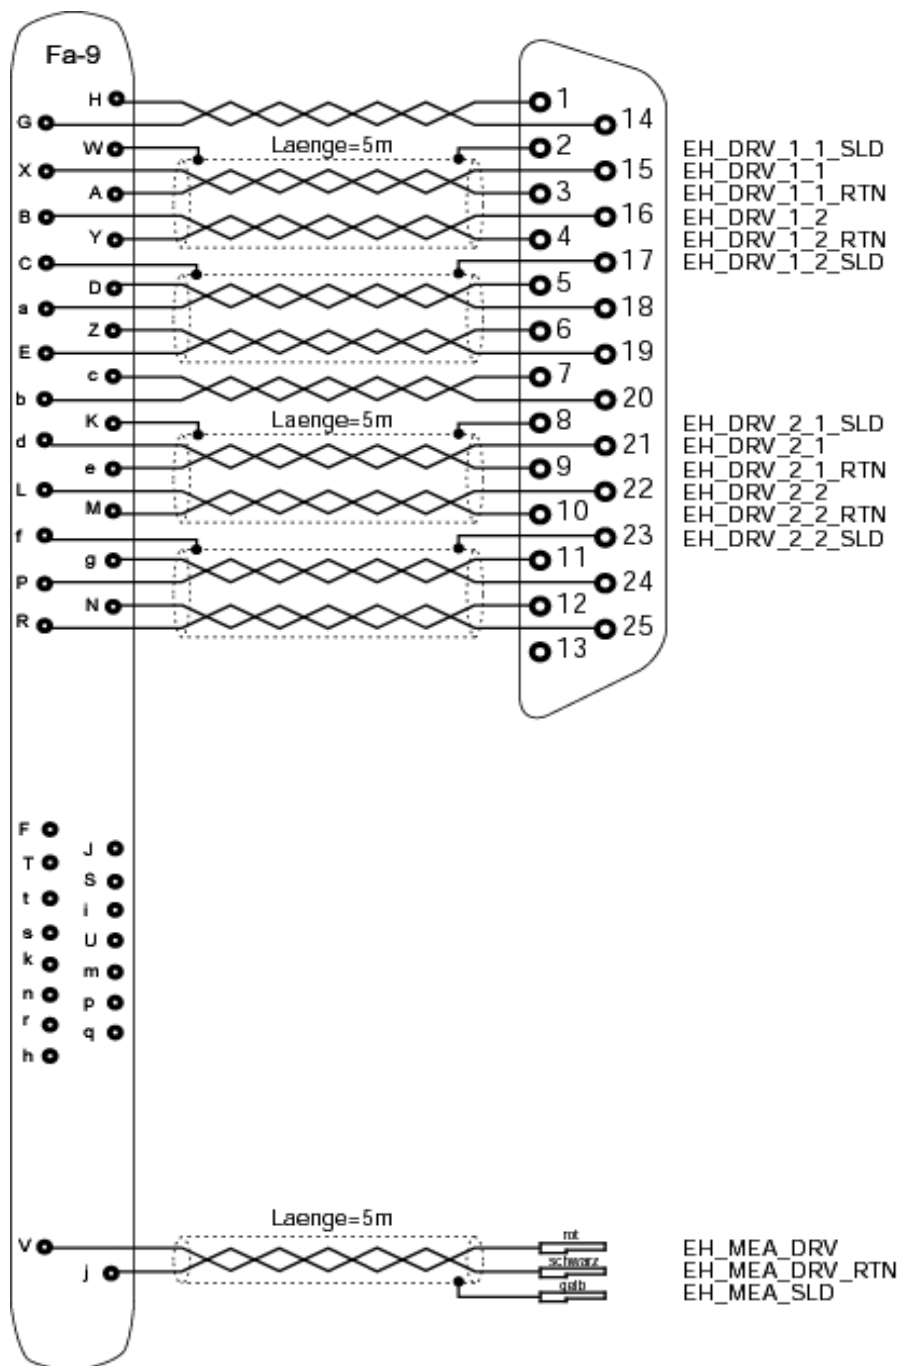 Fa-9
H
1
G
14
W
Laenge=5m
2
EH_DRV_1_1_SLD
X
15
EH_DRV_1_1
A
3
EH_DRV_1_1_RTN
B
16
EH_DRV_1_2
Y
4
EH_DRV_1_2_RTN
C
17
EH_DRV_1_2_SLD
D
5
a
18
Z
6
E
19
c
7
b
20
K
Laenge=5m
8
EH_DRV_2_1_SLD
d
21
EH_DRV_2_1
e
9
EH_DRV_2_1_RTN
L
22
EH_DRV_2_2
M
10
EH_DRV_2_2_RTN
f
23
EH_DRV_2_2_SLD
g
11
P
24
N
12
R
25
13
F
J
T
S
t
i
s
U
k
m
n
p
r
q
h
Laenge=5m
rot
V
EH_MEA_DRV
schwarz
j
EH_MEA_DRV_RTN
gelb
EH_MEA_SLD